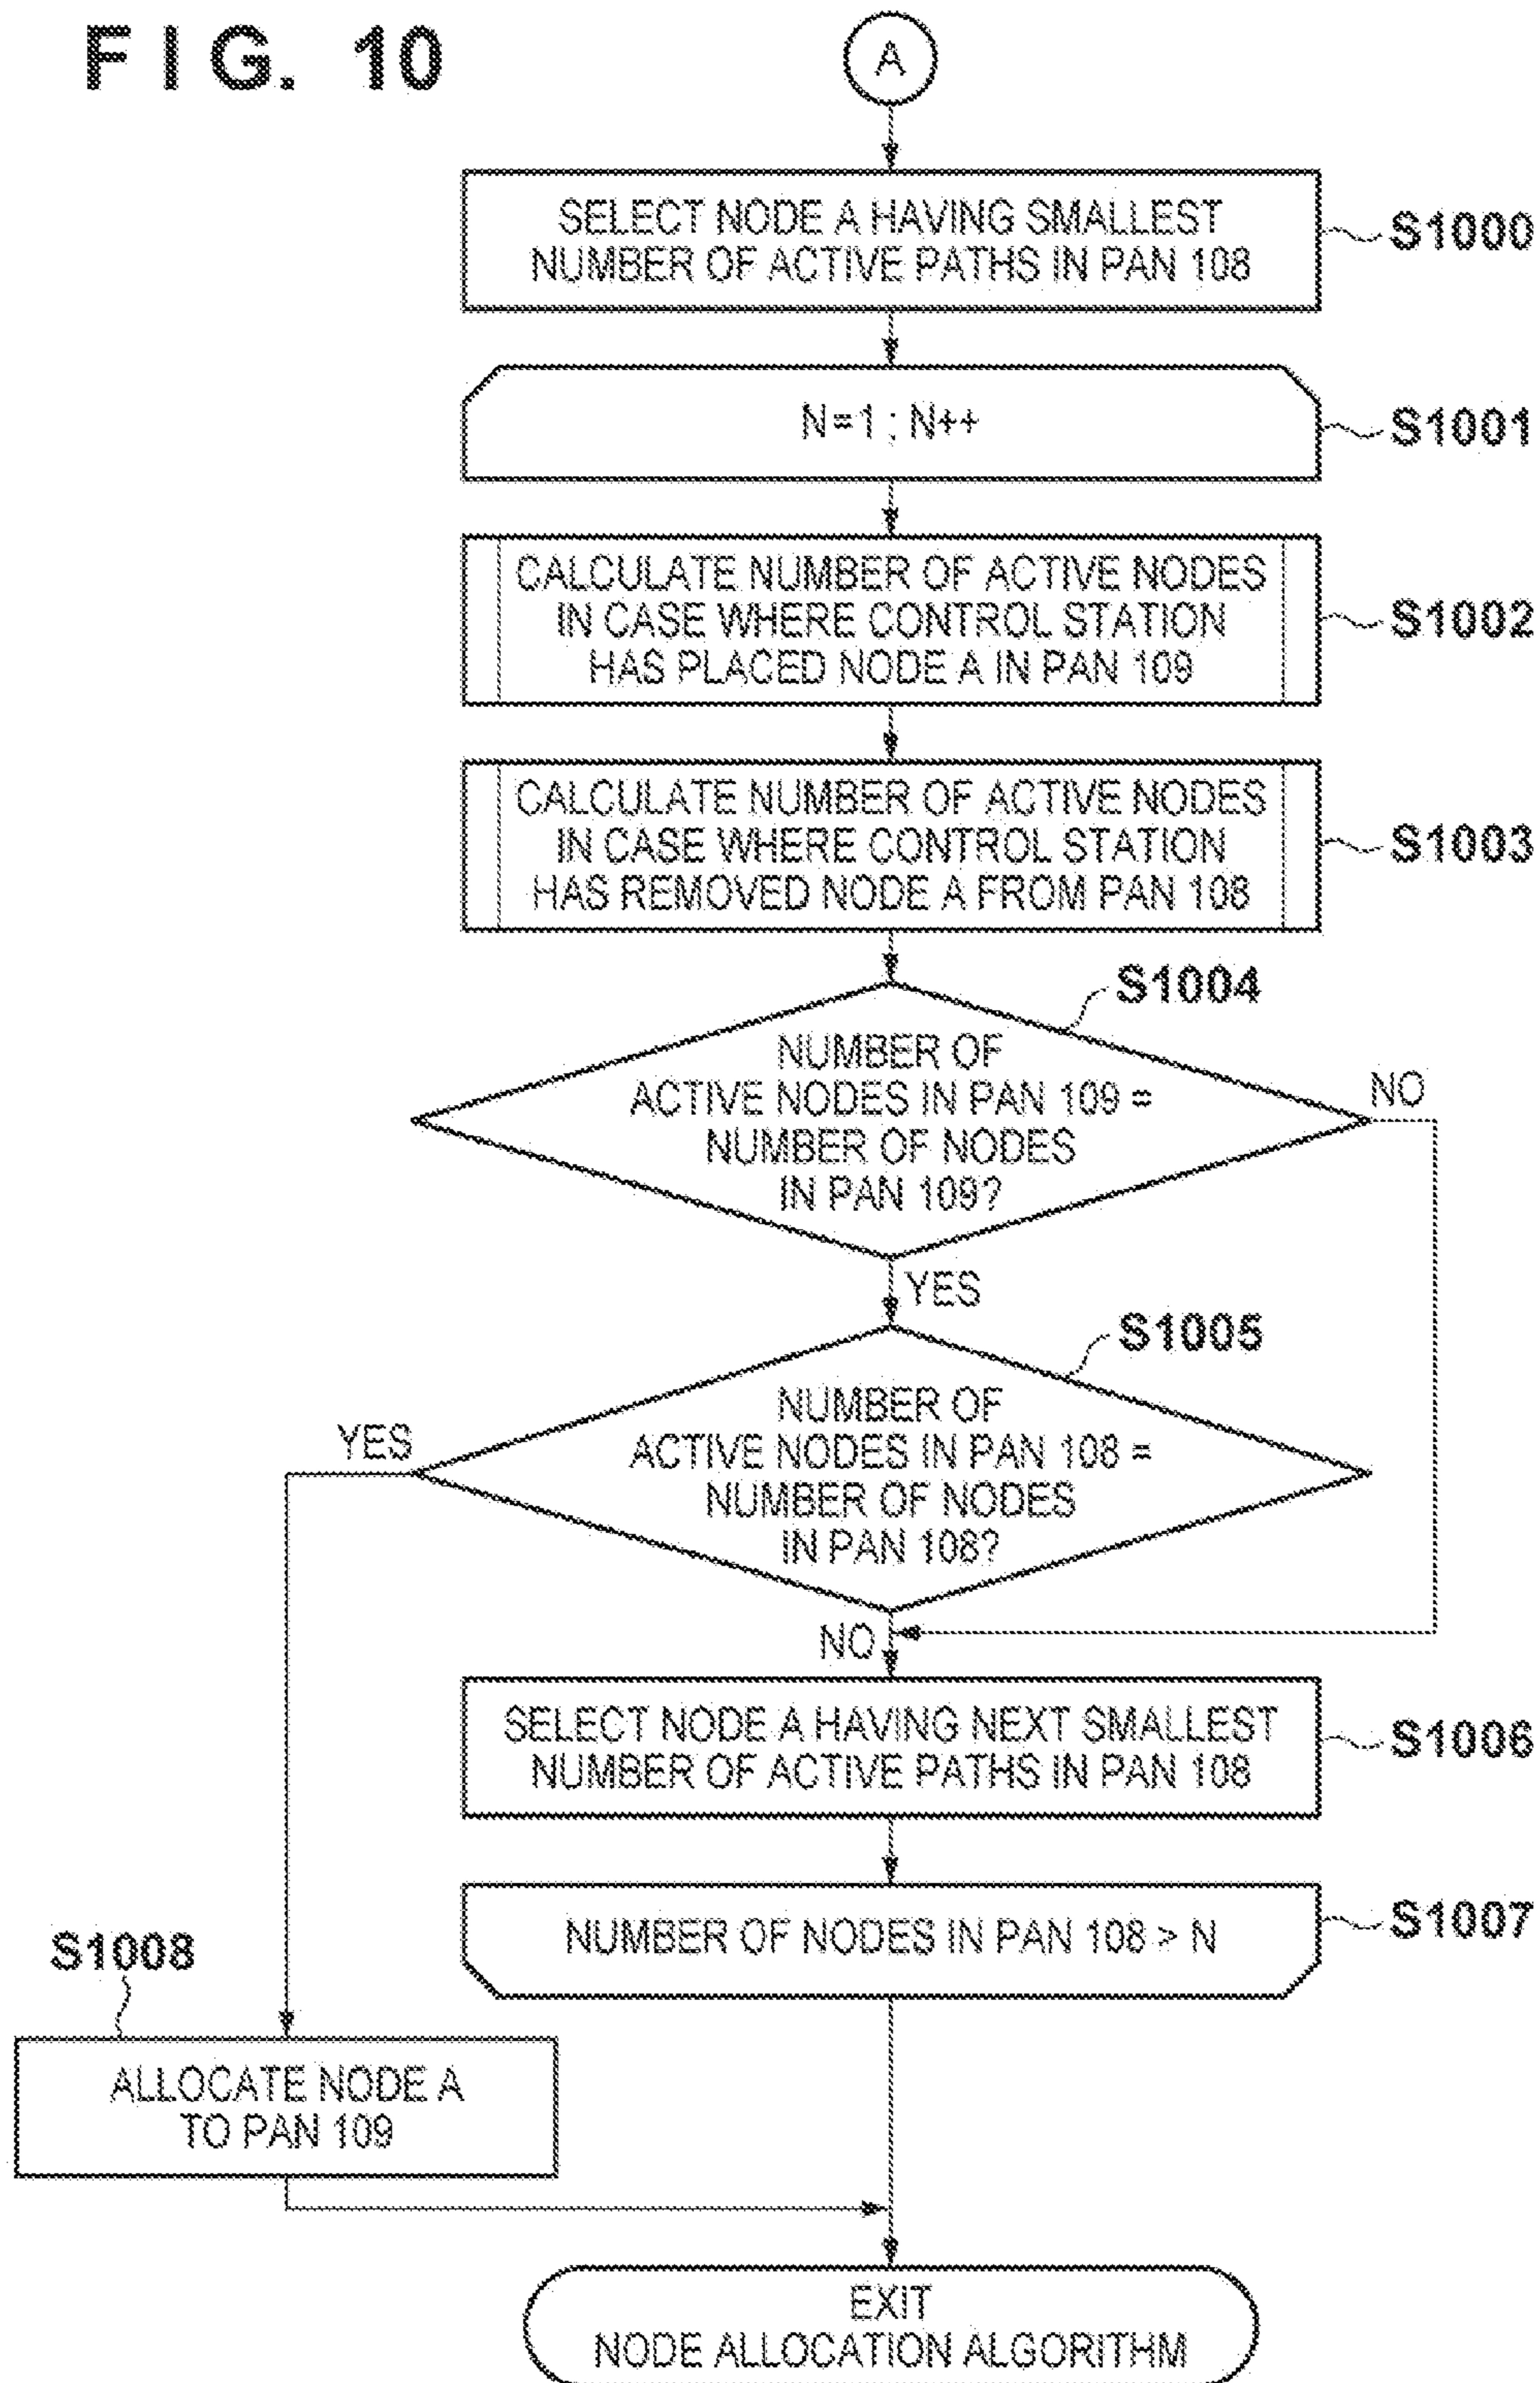 FIG. 10
A
SELECT NODE A HAVING SMALLEST
NUMBER OF ACTIVE PATHS IN PAN 108
S1000
N=1 ; N++
S1001
CALCULATE NUMBER OF ACTIVE NODES
IN CASE WHERE CONTROL STATION
HAS PLACED NODE A IN PAN 109
S1002
CALCULATE NUMBER OF ACTIVE NODES
IN CASE WHERE CONTROL STATION
HAS REMOVED NODE A FROM PAN 108
S1003
S1004
NUMBER OF
ACTIVE NODES IN PAN 109 =
NUMBER OF NODES
IN PAN 109?
NO
YES
S1005
NUMBER OF
ACTIVE NODES IN PAN 108 =
NUMBER OF NODES
IN PAN 108?
YES
NO
SELECT NODE A HAVING NEXT SMALLEST
NUMBER OF ACTIVE PATHS IN PAN 108
S1006
NUMBER OF NODES IN PAN 108 > N
S1007
S1008
ALLOCATE NODE A
TO PAN 109
EXIT
NODE ALLOCATION ALGORITHM